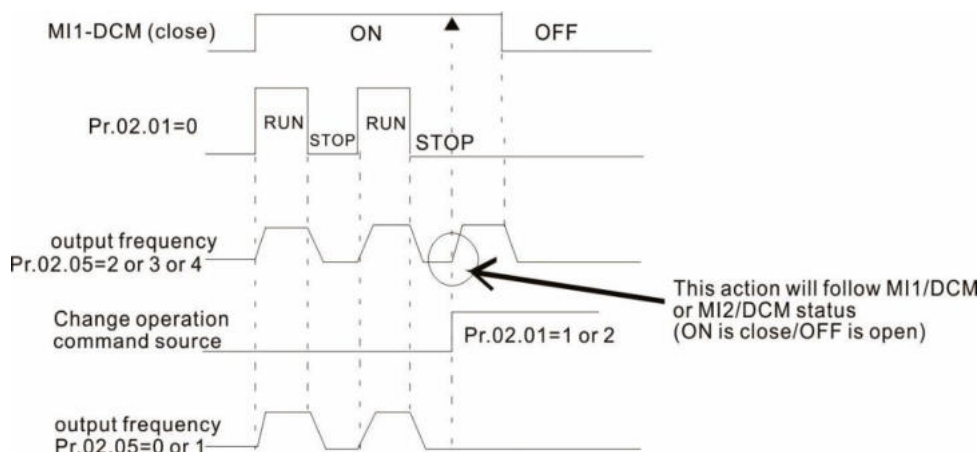 MI1-DCM (close)
ON
OFF
Pr.02.01=0
RUN
STOP
RUN
STOP
output frequency
Pr.02.05=2 or 3 or 4
This action will follow MI1/DCM
or MI2/DCM status
(ON is close/OFF is open)
Change operation
command source
Pr.02.01=1 or 2
output frequency
Pr.02.05=0 or 1